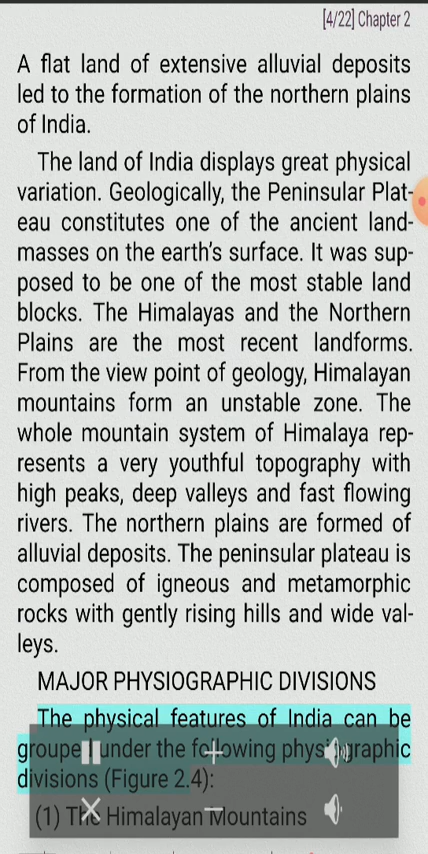 [4/22] Chapter 2
A flat land of extensive alluvial deposits
led to the formation of the northern plains
of India.
The land of India displays great physical
variation. Geologically, the Peninsular Plat-
eau constitutes one of the ancient land-
masses on the earth's surface. It was sup-
posed to be one of the most stable land
blocks. The Himalayas and the Northern
Plains are the most recent landforms.
From the view point of geology, Himalayan
mountains form an unstable zone. The
whole mountain system of Himalaya rep-
resents a very youthful topography with
high peaks, deep valleys and fast flowing
rivers. The northern plains are formed of
alluvial deposits. The peninsular plateau is
composed of igneous and metamorphic
rocks with gently rising hills and wide val-
leys.
MAJOR PHYSIOGRAPHIC DIVISIONS
The physical features of India can be
grouped under the following physiographic
divisions (Figure 2.4):
(1) The Himalayan Mountains